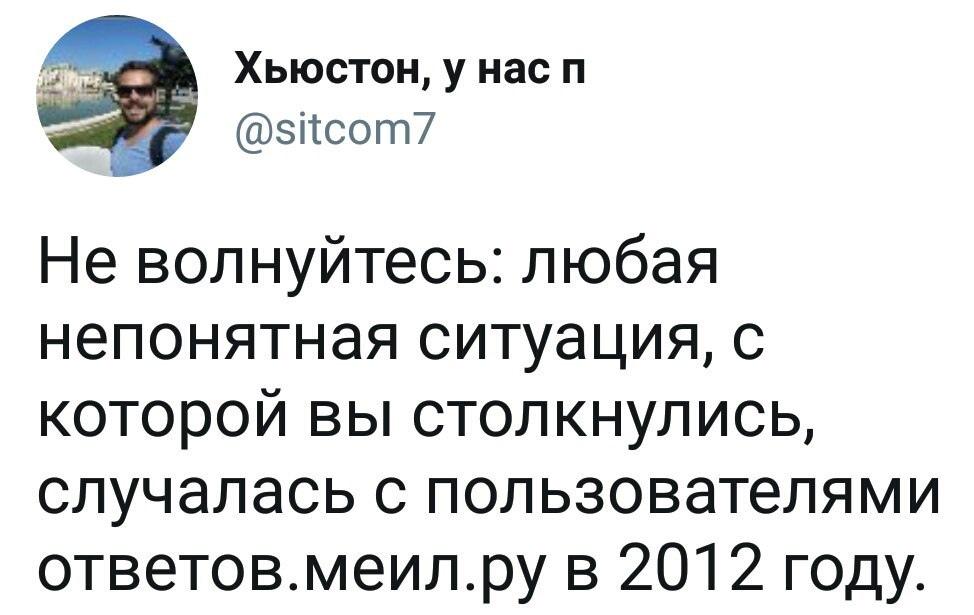 Хьюстон, у нас п
@sitcom7
Не волнуйтесь: любая
непонятная ситуация, с
которой вы столкнулись,
случалась с пользователями
ответов.меил.ру в 2012 году.